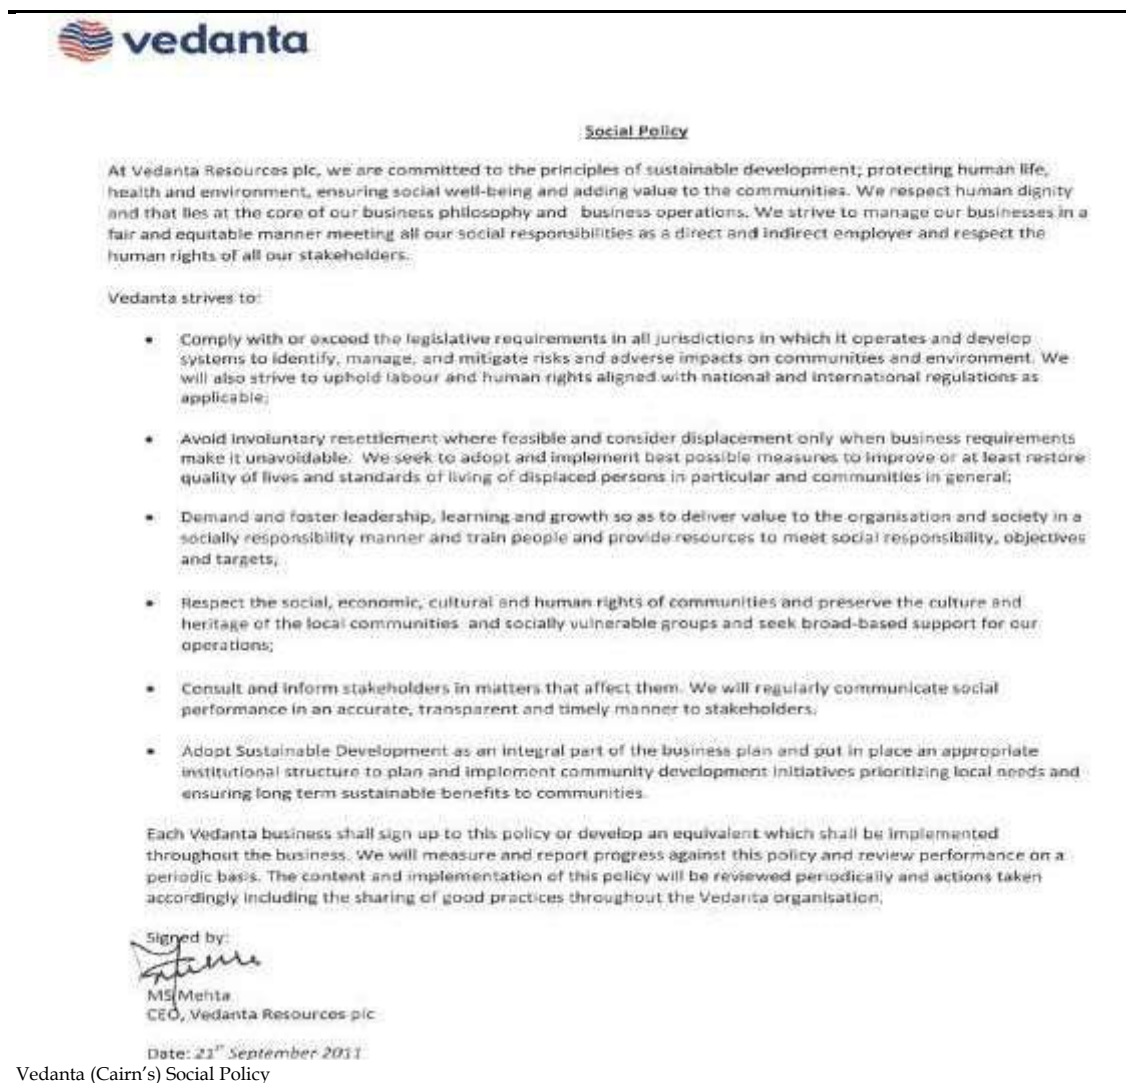 vedanta
Social Policy
At Vedanta Resources plc, we are committed to the principles of sustainable development; protecting human life,
health and environment, ensuring social well-being and adding value to the communities. We respect human dignity
and that lies at the core of our business philosophy and business operations. We strive to manage our businesses in a
fair and equitable manner meeting all our social responsibilities as a direct and indirect employer and respect the
human rights of all our stakeholders.
Vedanta strives to:
• Comply with or exceed the legislative requirements in all jurisdictions in which it operates and develop
systems to identify, manage, and mitigate risks and adverse impacts on communities and environment. We
will also strive to uphold labour and human rights aligned with national and international regulations as
applicable;
• Avoid involuntary resettlement where feasible and consider displacement only when business requirements
make it unavoidable. We seek to adopt and implement best possible measures to improve or at least restore
quality of lives and standards of living of displaced persons in particular and communities in general;
• Demand and foster leadership, learning and growth so as to deliver value to the organisation and society in a
socially responsibility manner and train people and provide resources to meet social responsibility, objectives
and targets;
• Respect the social, economic, cultural and human rights of communities and preserve the culture and
heritage of the local communities and socially vulnerable groups and seek broad-based support for our
operations;
• Consult and inform stakeholders in matters that affect them. We will regularly communicate social
performance in an accurate, transparent and timely manner to stakeholders.
• Adopt Sustainable Development as an integral part of the business plan and put in place an appropriate
institutional structure to plan and implement community development initiatives prioritizing local needs and
ensuring long term sustainable benefits to communities.
Each Vedanta business shall sign up to this policy or develop an equivalent which shall be implemented
throughout the business. We will measure and report progress against this policy and review performance on a
periodic basis. The content and implementation of this policy will be reviewed periodically and actions taken
accordingly including the sharing of good practices throughout the Vedanta organisation.
Signed by:
MS Mehta
CEO, Vedanta Resources plc
Date: 21st September 2011
Vedanta (Cairn's) Social Policy